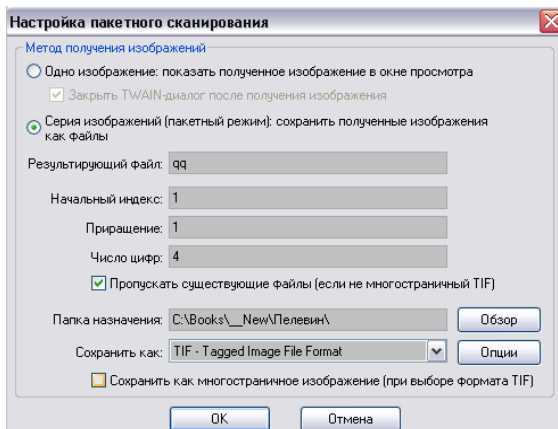 Настройка пакетного сканирования
Метод получения изображений
Одно изображение: показать полученное изображение в окне просмотра
Закрыть TWAIN-диалог после получения изображения
Серия изображений (пакетный режим): сохранить полученные изображения
как файлы
Результирующий файл: qq
Начальный индекс: 1
Приращение: 1
Число цифр: 4
Пропускать существующие файлы (если не многостраничный TIF)
Папка назначения: C:\Books\__New\Пелевин\ Обзор
Сохранить как: TIF - Tagged Image File Format Опции
Сохранить как многостраничное изображение (при выборе формата TIF)
OK Отмена